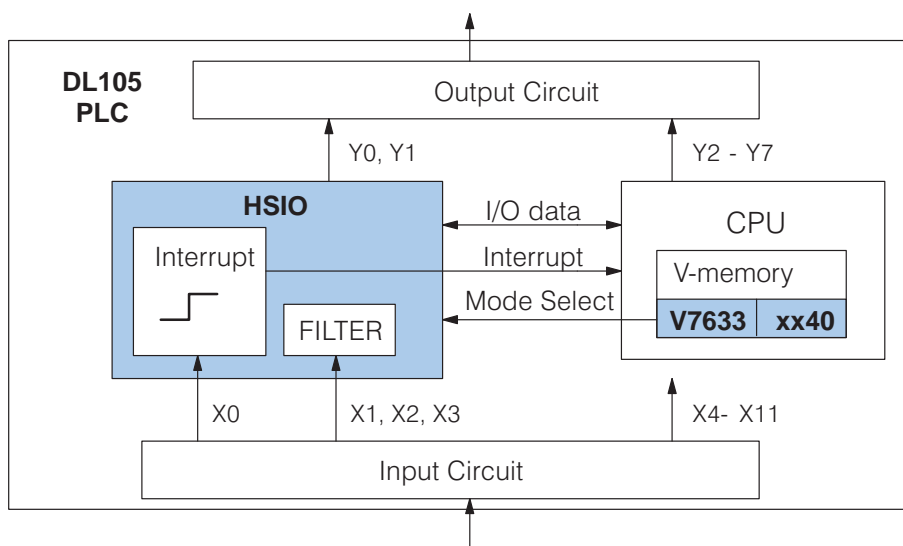 DL105
PLC
Output Circuit
Y0, Y1
Y2 - Y7
HSIO
I/O data
CPU
Interrupt
Interrupt
V-memory
Mode Select
V7633
xx40
FILTER
X0
X1, X2, X3
X4- X11
Input Circuit